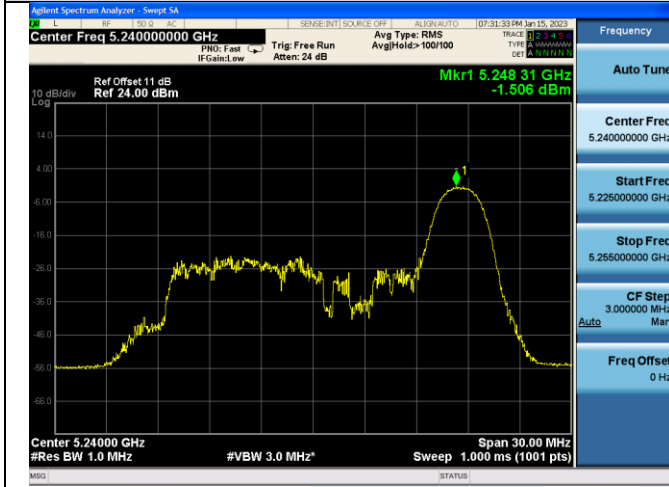 Agilent Spectrum Analyzer - Swept SA
L RF 50 Ω AC SENSE:INT SOURCE OFF ALIGN AUTO 07:31:33 PM Jan 15, 2023
Center Freq 5.240000000 GHz
PNO: Fast
IFGain:Low
Trig: Free Run
Atten: 24 dB
Avg Type: RMS
Avg|Hold:>100/100
TRACE 1 2 3 4 5 6
TYPE A WWWWW
DET A N N N N N
Mkr1 5.248 31 GHz
-1.506 dBm
Ref Offset 11 dB
10 dB/div Ref 24.00 dBm
Log
14.0
4.00
-6.00
-16.0
-26.0
-36.0
-46.0
-56.0
-66.0
1
Center 5.24000 GHz
#Res BW 1.0 MHz
#VBW 3.0 MHz*
Span 30.00 MHz
Sweep 1.000 ms (1001 pts)
MSG STATUS
Frequency
Auto Tune
Center Freq
5.240000000 GHz
Start Freq
5.225000000 GHz
Stop Freq
5.255000000 GHz
CF Step
3.000000 MHz
Auto Man
Freq Offset
0 Hz